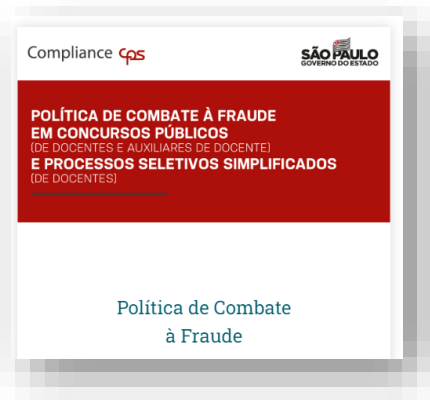 Compliance cps
SÃO PAULO
GOVERNO DO ESTADO
POLÍTICA DE COMBATE À FRAUDE
EM CONCURSOS PÚBLICOS
(DE DOCENTES E AUXILIARES DE DOCENTE)
E PROCESSOS SELETIVOS SIMPLIFICADOS
(DE DOCENTES)
Política de Combate
à Fraude